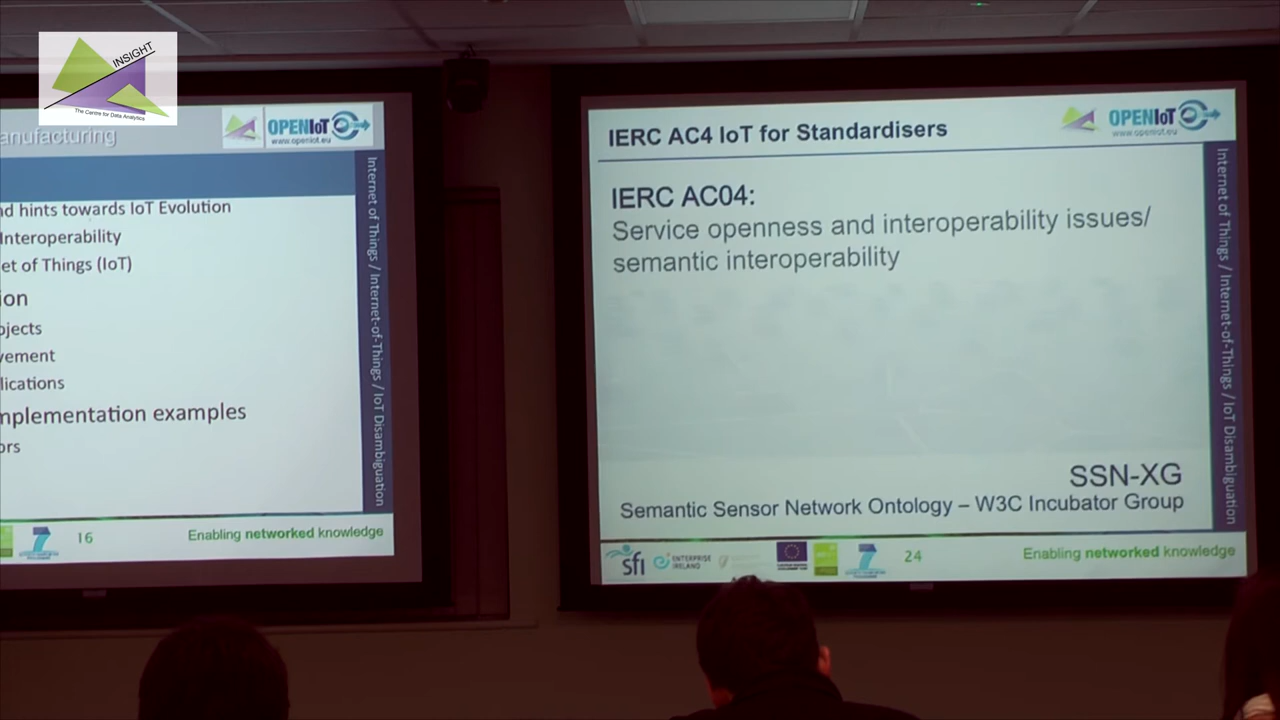 INSIGHT
The Centre for Data Analytics
anufacturing
OPENIoT
www.openiot.eu
nd hints towards IoT Evolution
Interoperability
et of Things (IoT)
ion
ojects
vement
lications
mplementation examples
ors
Internet of Things / Internet-of-Things / IoT Disambiguation
16
Enabling networked knowledge
IERC AC4 IoT for Standardisers
OPENIoT
www.openiot.eu
IERC AC04:
Service openness and interoperability issues/
semantic interoperability
SSN-XG
Semantic Sensor Network Ontology – W3C Incubator Group
Internet of Things / Internet-of-Things / IoT Disambiguation
sfi
ENTERPRISE
IRELAND
24
Enabling networked knowledge